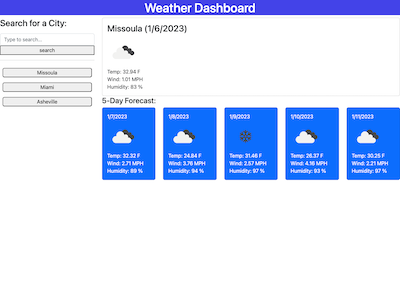 Weather Dashboard
Search for a City:
Type to search...
search
Missoula
Miami
Asheville
Missoula (1/6/2023)
Temp: 32.94 F
Wind: 1.01 MPH
Humidity: 83 %
5-Day Forecast:
1/7/2023
Temp: 32.32 F
Wind: 2.71 MPH
Humidity: 89 %
1/8/2023
Temp: 34.84 F
Wind: 3.76 MPH
Humidity: 94 %
1/9/2023
Temp: 31.46 F
Wind: 2.57 MPH
Humidity: 97 %
1/10/2023
Temp: 26.37 F
Wind: 4.16 MPH
Humidity: 93 %
1/11/2023
Temp: 30.25 F
Wind: 2.21 MPH
Humidity: 97 %